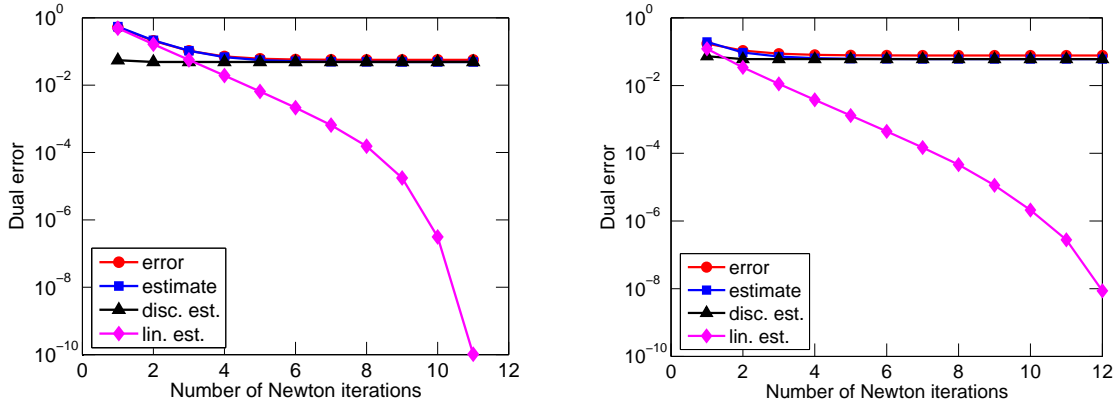 10^0
10^−2
10^−4
10^−6
10^−8
10^−10
Dual error
0 2 4 6 8 10 12
Number of Newton iterations
error
estimate
disc. est.
lin. est.
10^0
10^−2
10^−4
10^−6
10^−8
10^−10
Dual error
0 2 4 6 8 10 12
Number of Newton iterations
error
estimate
disc. est.
lin. est.